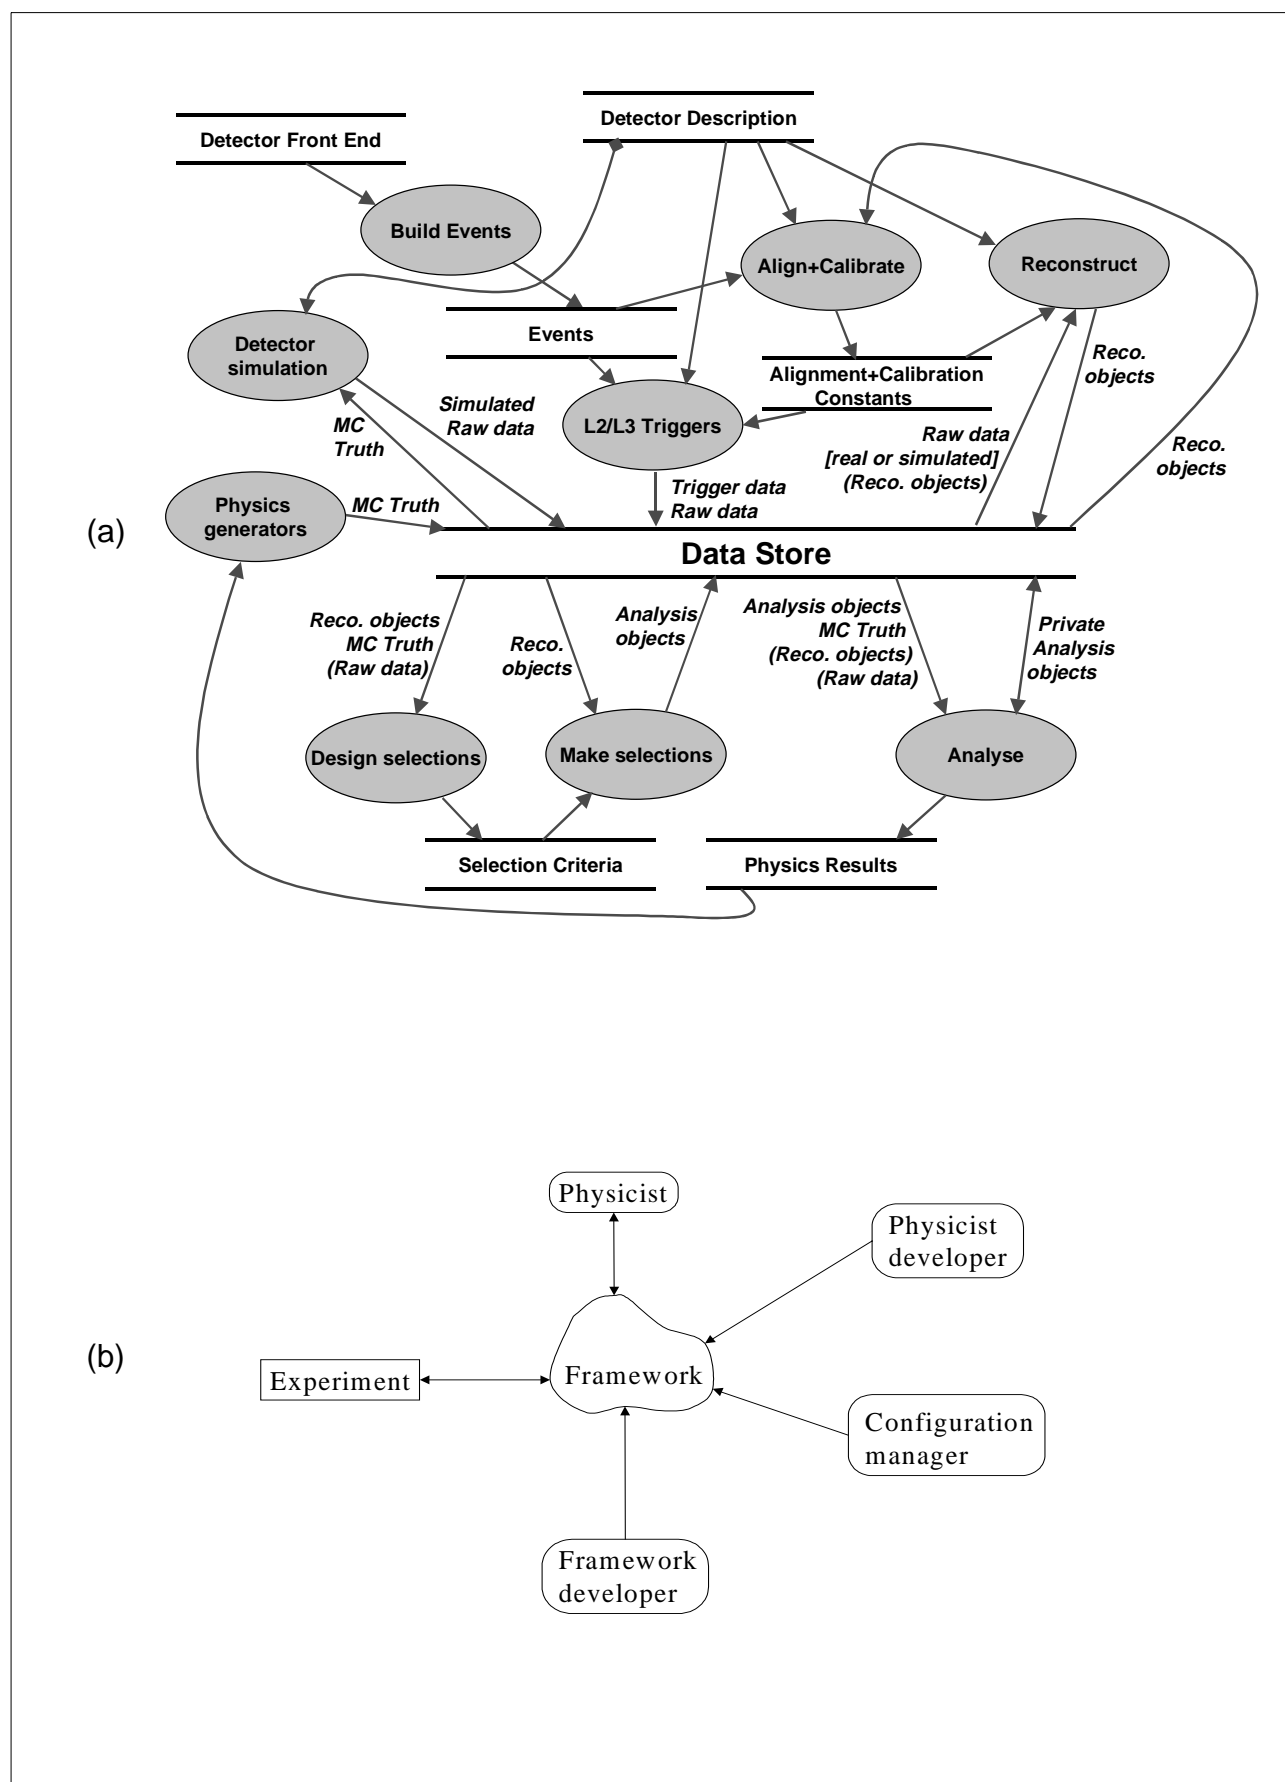 Detector Description
Detector Front End
Build Events
Align+Calibrate
Reconstruct
Events
Detector
simulation
Alignment+Calibration
Constants
Reco.
objects
Simulated
Raw data
L2/L3 Triggers
MC
Truth
Raw data
[real or simulated]
(Reco. objects)
Reco.
objects
Trigger data
Raw data
Physics
generators
MC Truth
(a)
Data Store
Reco. objects
MC Truth
(Raw data)
Reco.
objects
Analysis
objects
Analysis objects
MC Truth
(Reco. objects)
(Raw data)
Private
Analysis
objects
Design selections
Make selections
Analyse
Selection Criteria
Physics Results
Physicist
Physicist
developer
(b)
Experiment
Framework
Configuration
manager
Framework
developer